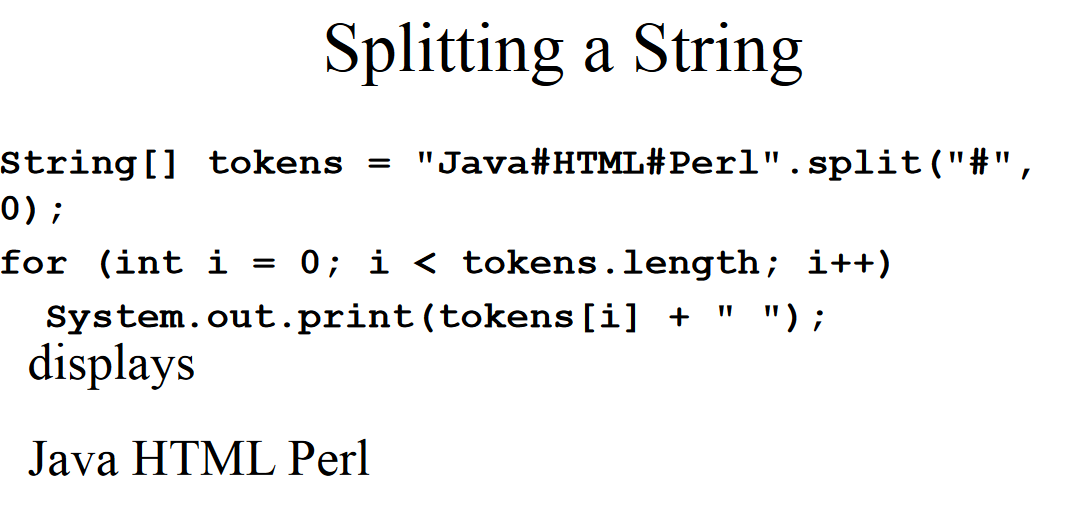 Splitting a String
String[] tokens = "Java#HTML#Perl".split("#",
0);
for (int i = 0; i < tokens.length; i++)
System.out.print(tokens[i] + " ");
displays
Java HTML Perl